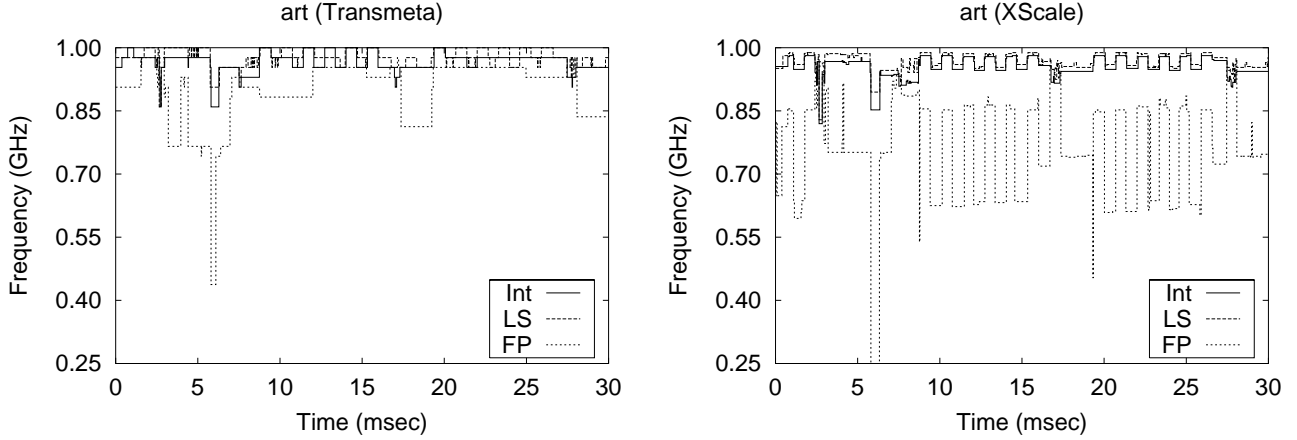 art (Transmeta)
Frequency (GHz)
1.00
0.85
0.70
0.55
0.40
0.25
Int
LS
FP
0 5 10 15 20 25 30
Time (msec)
art (XScale)
Frequency (GHz)
1.00
0.85
0.70
0.55
0.40
0.25
Int
LS
FP
0 5 10 15 20 25 30
Time (msec)